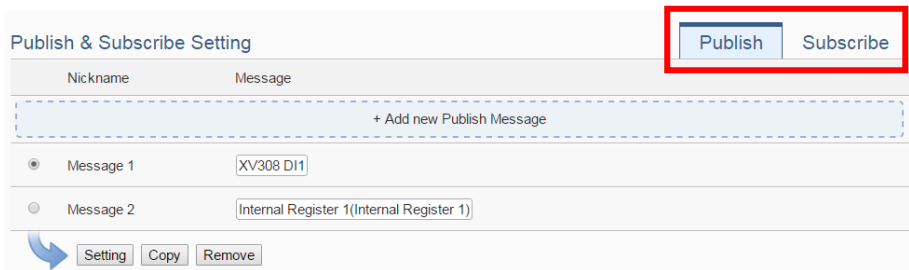 Publish & Subscribe Setting Publish Subscribe
Nickname Message
+ Add new Publish Message
Message 1 XV308 DI1
Message 2 Internal Register 1(Internal Register 1)
Setting Copy Remove